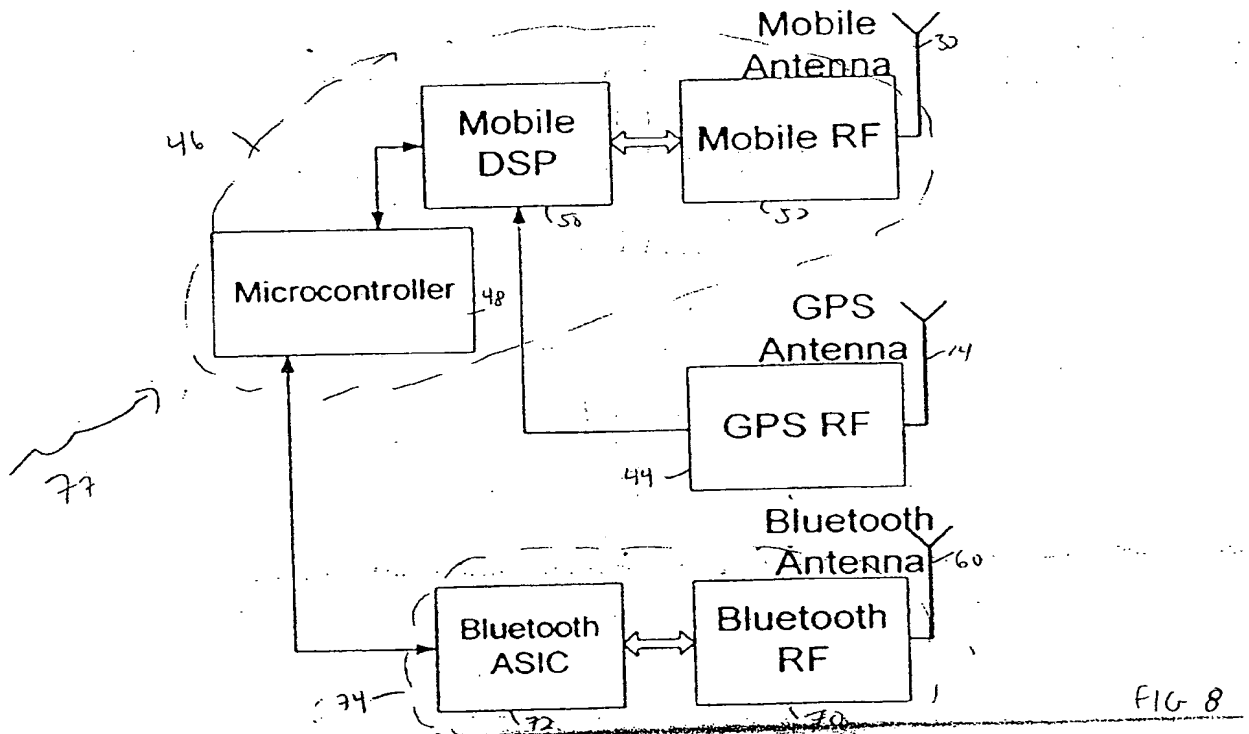 Mobile
Antenna
30
46
Mobile
DSP
50
Mobile RF
52
Microcontroller
48
GPS
Antenna
14
GPS RF
44
77
Bluetooth
Antenna
60
Bluetooth
ASIC
72
Bluetooth
RF
70
74
FIG 8